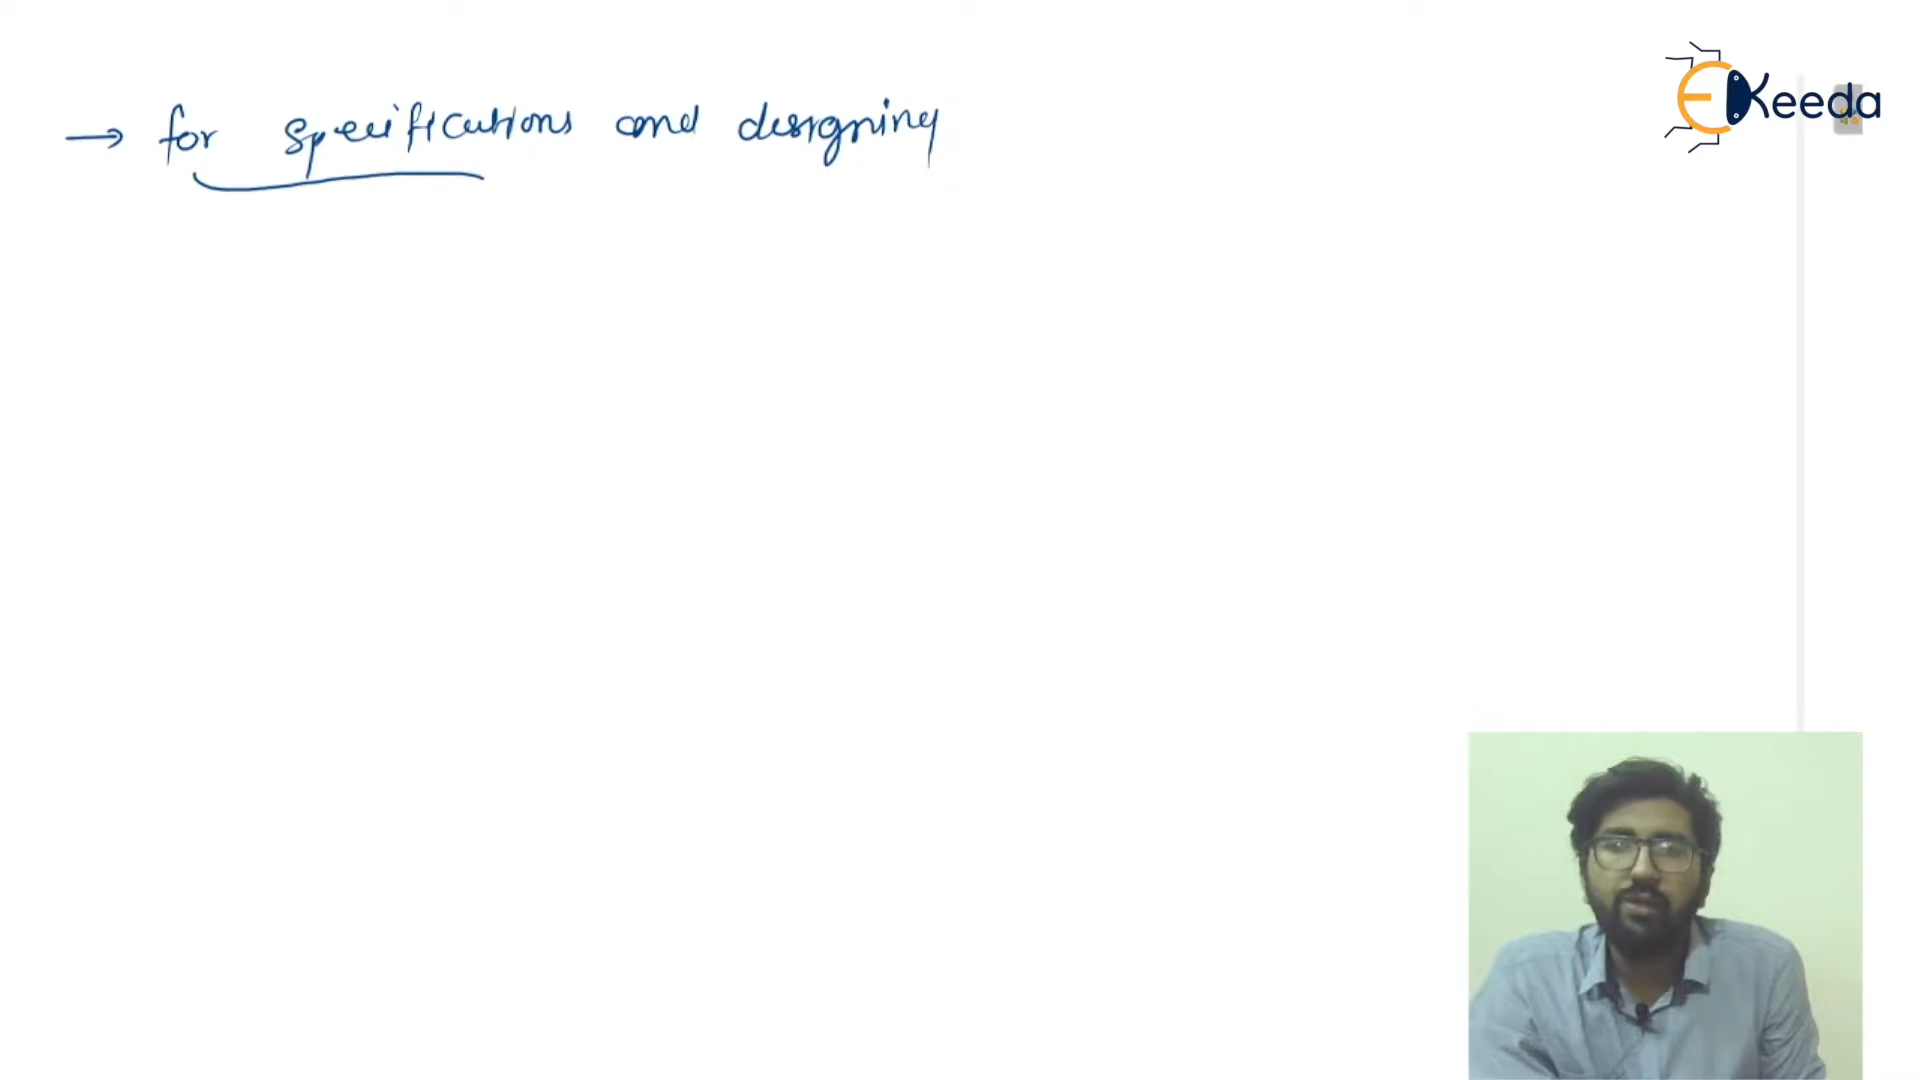 → for specifications and designing
EKeeda